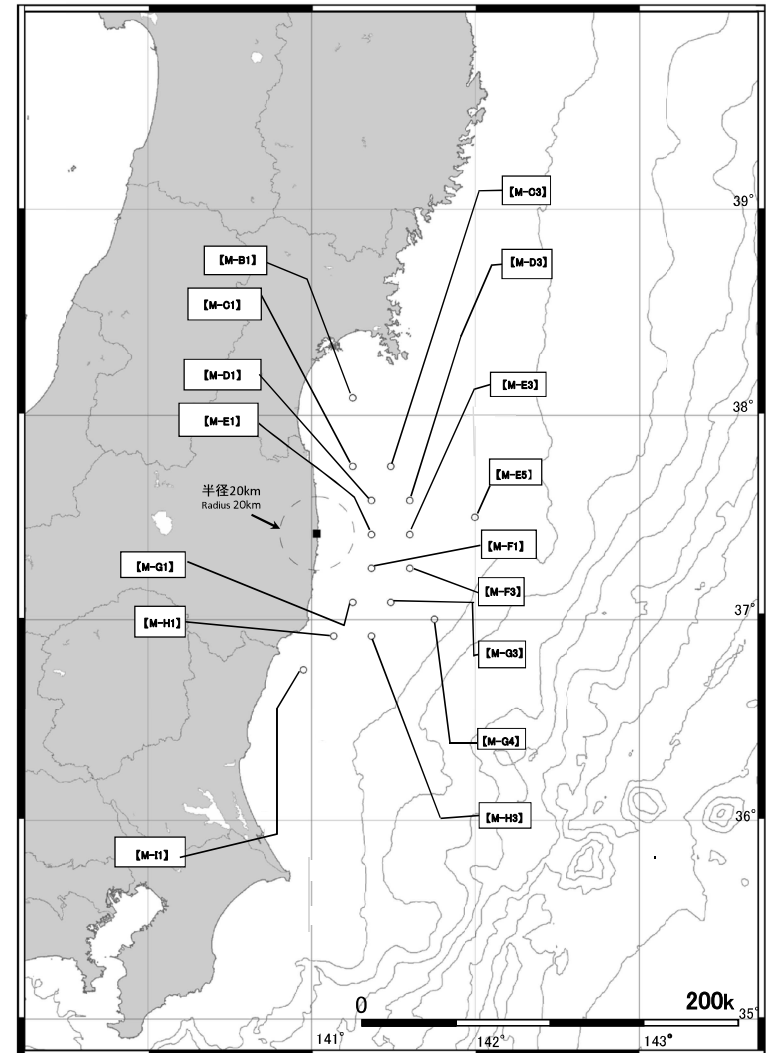 【M-C3】
39°
【M-B1】
【M-D3】
【M-C1】
【M-D1】
【M-E3】
38°
【M-E1】
【M-E5】
半径20km
Radius 20km
【M-F1】
【M-G1】
【M-F3】
【M-H1】
37°
【M-G3】
【M-G4】
【M-H3】
36°
【M-I1】
0 200k
35°
141° 142° 143°